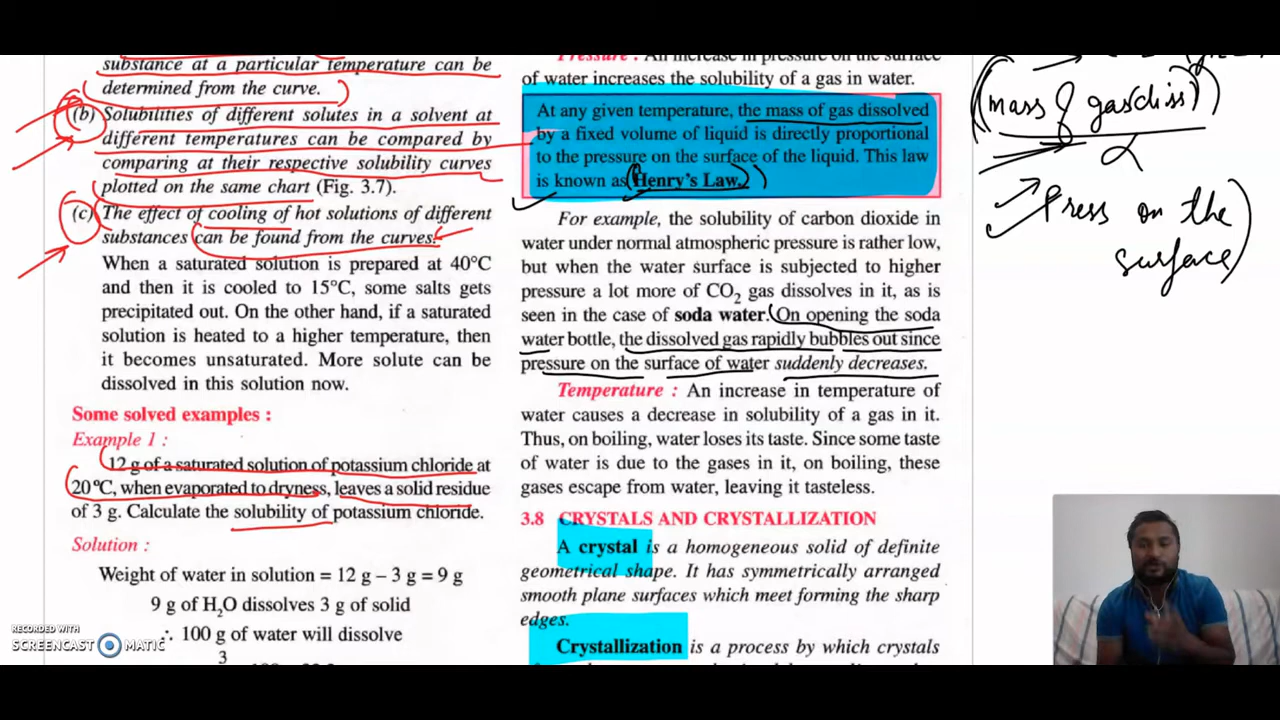 substance at a particular temperature can be
determined from the curve.
(b) Solubilities of different solutes in a solvent at
different temperatures can be compared by
comparing at their respective solubility curves
plotted on the same chart (Fig. 3.7).
(c) The effect of cooling of hot solutions of different
substances can be found from the curves.
When a saturated solution is prepared at 40°C
and then it is cooled to 15°C, some salts gets
precipitated out. On the other hand, if a saturated
solution is heated to a higher temperature, then
it becomes unsaturated. More solute can be
dissolved in this solution now.
Some solved examples :
Example 1 :
12 g of a saturated solution of potassium chloride at
20°C, when evaporated to dryness, leaves a solid residue
of 3 g. Calculate the solubility of potassium chloride.
Solution :
Weight of water in solution = 12 g – 3 g = 9 g
9 g of H₂O dissolves 3 g of solid
∴ 100 g of water will dissolve
3
RECORDED WITH
SCREENCAST MATIC
Pressure : An increase in pressure on the surface
of water increases the solubility of a gas in water.
At any given temperature, the mass of gas dissolved
by a fixed volume of liquid is directly proportional
to the pressure on the surface of the liquid. This law
is known as Henry's Law.
For example, the solubility of carbon dioxide in
water under normal atmospheric pressure is rather low,
but when the water surface is subjected to higher
pressure a lot more of CO₂ gas dissolves in it, as is
seen in the case of soda water. On opening the soda
water bottle, the dissolved gas rapidly bubbles out since
pressure on the surface of water suddenly decreases.
Temperature : An increase in temperature of
water causes a decrease in solubility of a gas in it.
Thus, on boiling, water loses its taste. Since some taste
of water is due to the gases in it, on boiling, these
gases escape from water, leaving it tasteless.
3.8 CRYSTALS AND CRYSTALLIZATION
A crystal is a homogeneous solid of definite
geometrical shape. It has symmetrically arranged
smooth plane surfaces which meet forming the sharp
edges.
Crystallization is a process by which crystals
(mass of gas(diss))
α
Press on the
surface)